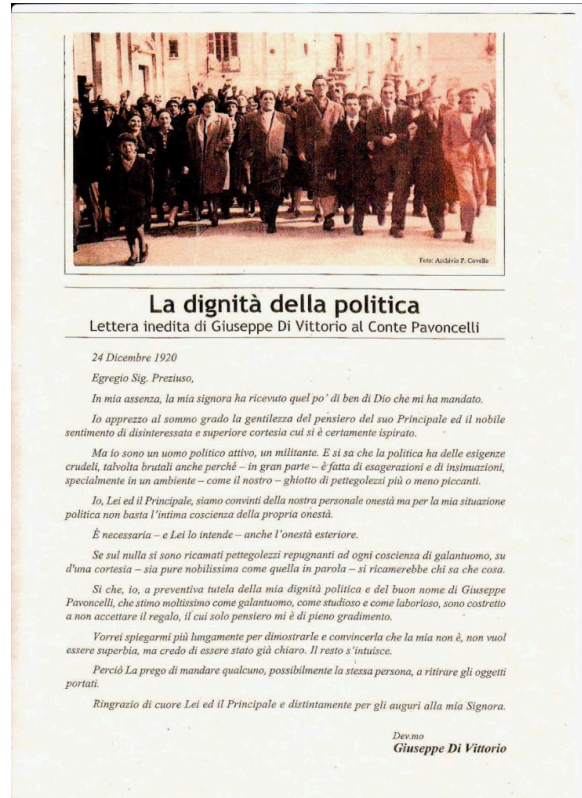 Foto: Archivio P. Covello
La dignità della politica
Lettera inedita di Giuseppe Di Vittorio al Conte Pavoncelli
24 Dicembre 1920
Egregio Sig. Preziuso,
In mia assenza, la mia signora ha ricevuto quel po' di ben di Dio che mi ha mandato.
Io apprezzo al sommo grado la gentilezza del pensiero del suo Principale ed il nobile
sentimento di disinteressata e superiore cortesia cui si è certamente ispirato.
Ma io sono un uomo politico attivo, un militante. E si sa che la politica ha delle esigenze
crudeli, talvolta brutali anche perché – in gran parte – è fatta di esagerazioni e di insinuazioni,
specialmente in un ambiente – come il nostro – ghiotto di pettegolezzi più o meno piccanti.
Io, Lei ed il Principale, siamo convinti della nostra personale onestà ma per la mia situazione
politica non basta l'intima coscienza della propria onestà.
È necessaria – e Lei lo intende – anche l'onestà esteriore.
Se sul nulla si sono ricamati pettegolezzi repugnanti ad ogni coscienza di galantuomo, su
d'una cortesia – sia pure nobilissima come quella in parola – si ricamerebbe chi sa che cosa.
Si che, io, a preventiva tutela della mia dignità politica e del buon nome di Giuseppe
Pavoncelli, che stimo moltissimo come galantuomo, come studioso e come laborioso, sono costretto
a non accettare il regalo, il cui solo pensiero mi è di pieno gradimento.
Vorrei spiegarmi più lungamente per dimostrarle e convincerla che la mia non è, non vuol
essere superbia, ma credo di essere stato già chiaro. Il resto s'intuisce.
Perciò La prego di mandare qualcuno, possibilmente la stessa persona, a ritirare gli oggetti
portati.
Ringrazio di cuore Lei ed il Principale e distintamente per gli auguri alla mia Signora.
Dev.mo
Giuseppe Di Vittorio